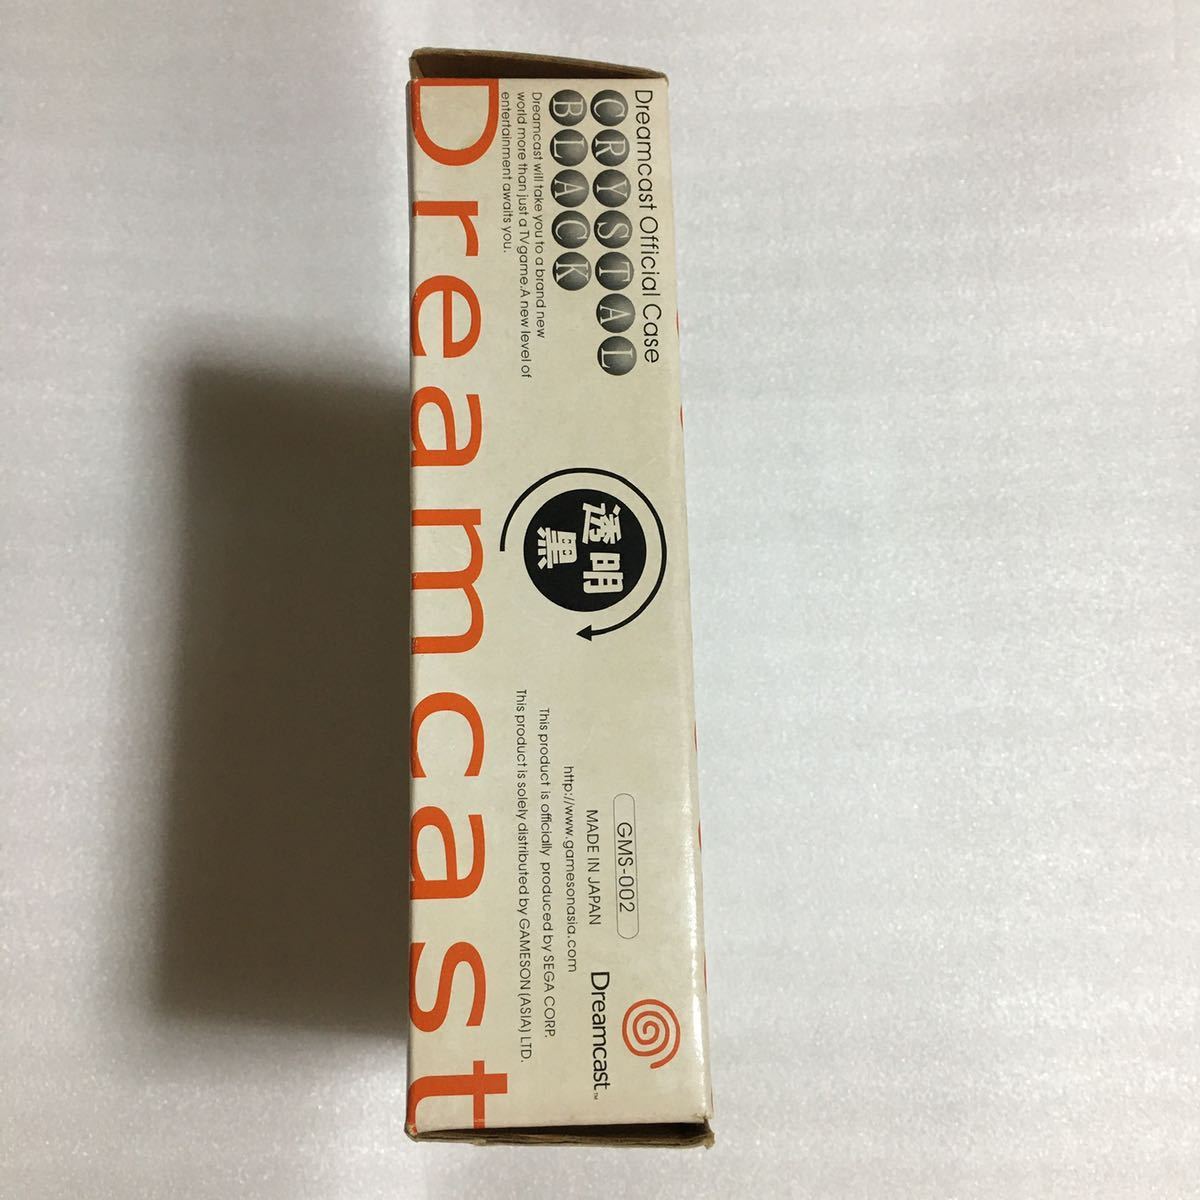 Dreamcast Official Case
CRYSTAL
BLACK
Dreamcast will take you to a brand new
world more than just a TVgame.A new level of
entertainment awaits you.
透明
黒
GMS-002
MADE IN JAPAN
http://www.gamesonasia.com
This product is officially produced by SEGA CORP.
This product is solely distributed by GAMESON (ASIA) LTD.
Dreamcast™
Dreamcast